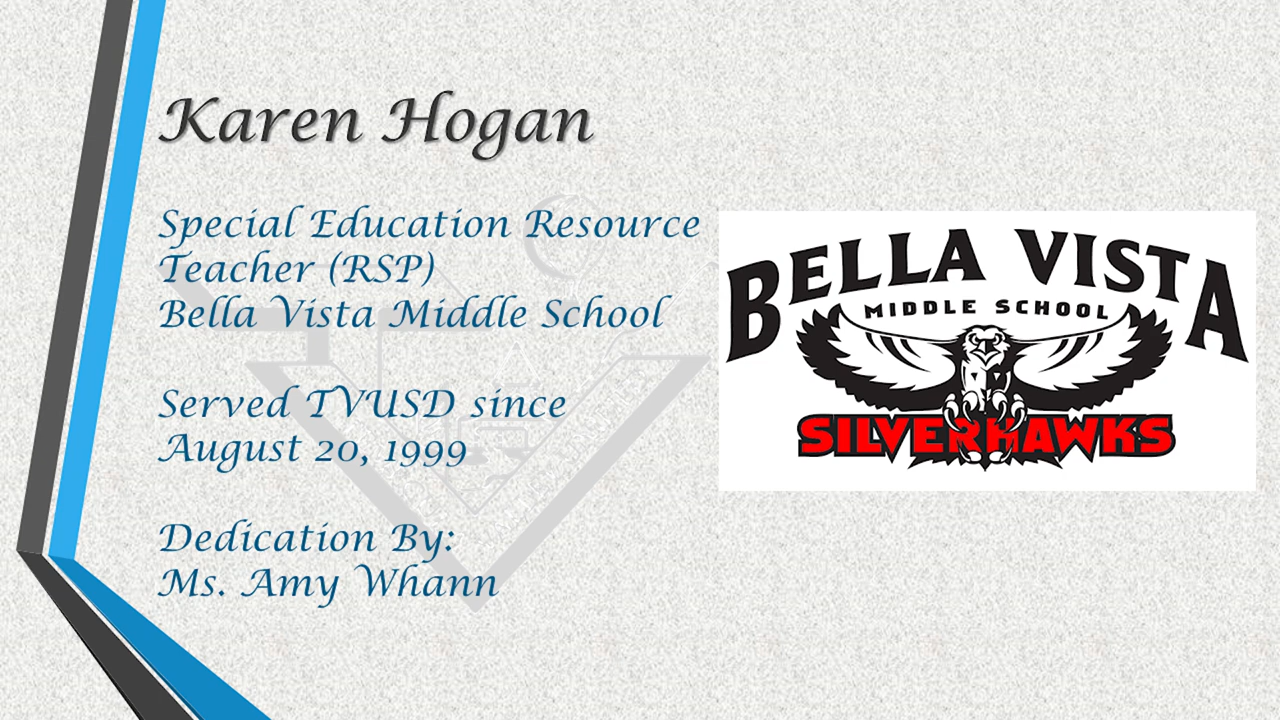 Karen Hogan
Special Education Resource
Teacher (RSP)
Bella Vista Middle School
Served TVUSD since
August 20, 1999
Dedication By:
Ms. Amy Whann
BELLA VISTA
MIDDLE SCHOOL
SILVERHAWKS